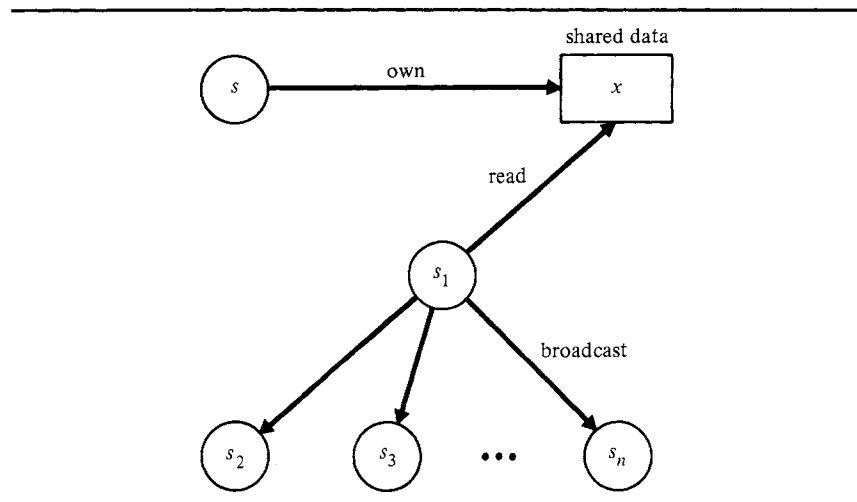 shared data
s
own
x
read
s₁
broadcast
s₂
s₃
...
sₙ